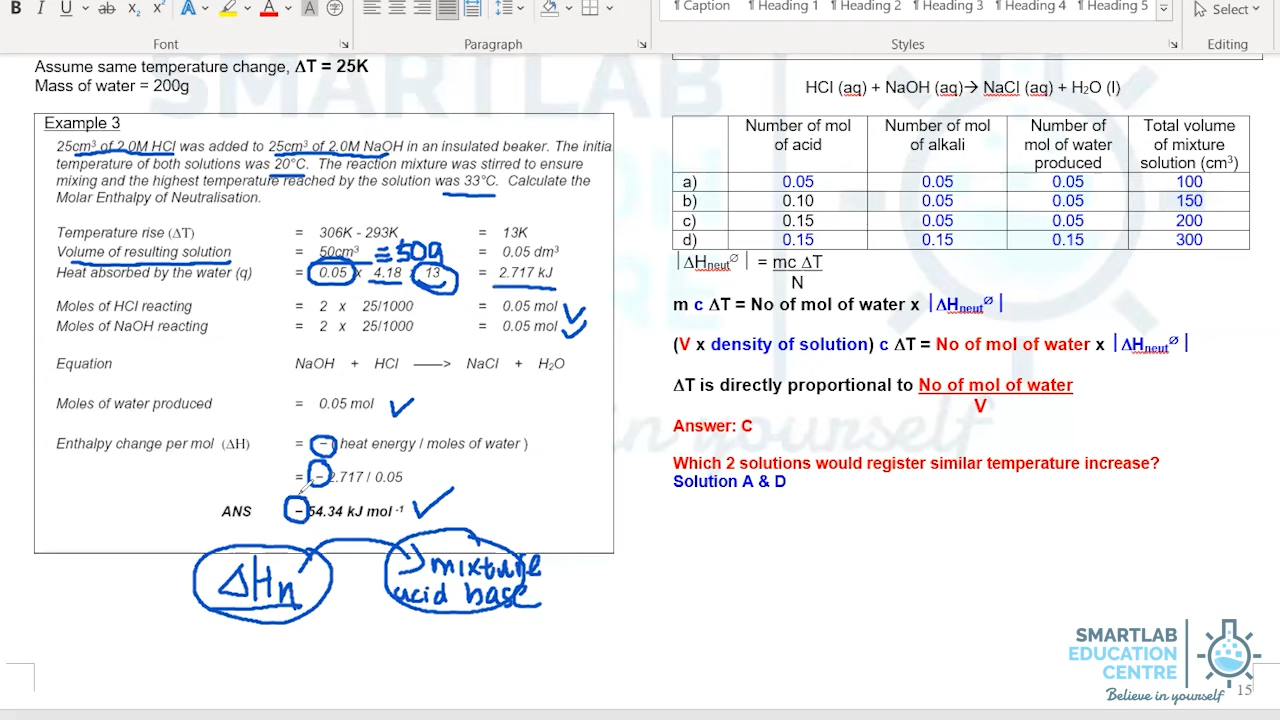 B I U ab x₂ x² A A A
¶ Caption ¶ Heading 1 ¶ Heading 2 ¶ Heading 3 ¶ Heading 4 ¶ Heading 5
Select
Font Paragraph Styles Editing
Assume same temperature change, ΔT = 25K
Mass of water = 200g
Example 3
25cm³ of 2.0M HCl was added to 25cm³ of 2.0M NaOH in an insulated beaker. The initia
temperature of both solutions was 20°C. The reaction mixture was stirred to ensure
mixing and the highest temperature reached by the solution was 33°C. Calculate the
Molar Enthalpy of Neutralisation.
Temperature rise (ΔT) = 306K - 293K = 13K
Volume of resulting solution = 50cm³ = 50g = 0.05 dm³
Heat absorbed by the water (q) = 0.05 x 4.18 x 13 = 2.717 kJ
Moles of HCl reacting = 2 x 25/1000 = 0.05 mol
Moles of NaOH reacting = 2 x 25/1000 = 0.05 mol
Equation NaOH + HCl ——> NaCl + H₂O
Moles of water produced = 0.05 mol
Enthalpy change per mol (ΔH) = - ( heat energy / moles of water )
= - 2.717 / 0.05
ANS - 54.34 kJ mol ⁻¹
ΔHn mixture
acid base
HCl (aq) + NaOH (aq)→ NaCl (aq) + H₂O (l)
Number of mol of acid Number of mol of alkali Number of mol of water produced Total volume of mixture solution (cm³)
a) 0.05 0.05 0.05 100
b) 0.10 0.05 0.05 150
c) 0.15 0.05 0.05 200
d) 0.15 0.15 0.15 300
|ΔHneut^ø| = mc ΔT
N
m c ΔT = No of mol of water x |ΔHneut^ø|
(V x density of solution) c ΔT = No of mol of water x |ΔHneut^ø|
ΔT is directly proportional to No of mol of water
V
Answer: C
Which 2 solutions would register similar temperature increase?
Solution A & D
SMARTLAB
EDUCATION
CENTRE
Believe in yourself
15
SMARTLAB
CENTRE
in yourself